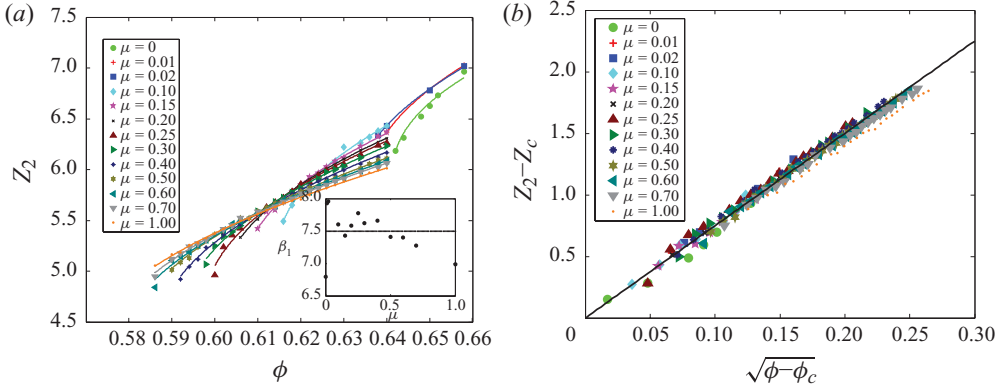 (a)
7.5
7.0
6.5
6.0
5.5
5.0
4.5
Z₂
μ = 0
μ = 0.01
μ = 0.02
μ = 0.10
μ = 0.15
μ = 0.20
μ = 0.25
μ = 0.30
μ = 0.40
μ = 0.50
μ = 0.60
μ = 0.70
μ = 1.00
8.0
β₁ 7.5
6.5
0 0.5 1.0
μ
0.58 0.59 0.60 0.61 0.62 0.63 0.64 0.65 0.66
ϕ
(b)
2.5
2.0
1.5
1.0
0.5
Z₂–Z_c
μ = 0
μ = 0.01
μ = 0.02
μ = 0.10
μ = 0.15
μ = 0.20
μ = 0.25
μ = 0.30
μ = 0.40
μ = 0.50
μ = 0.60
μ = 0.70
μ = 1.00
0 0.05 0.10 0.15 0.20 0.25 0.30
√ϕ–ϕ_c